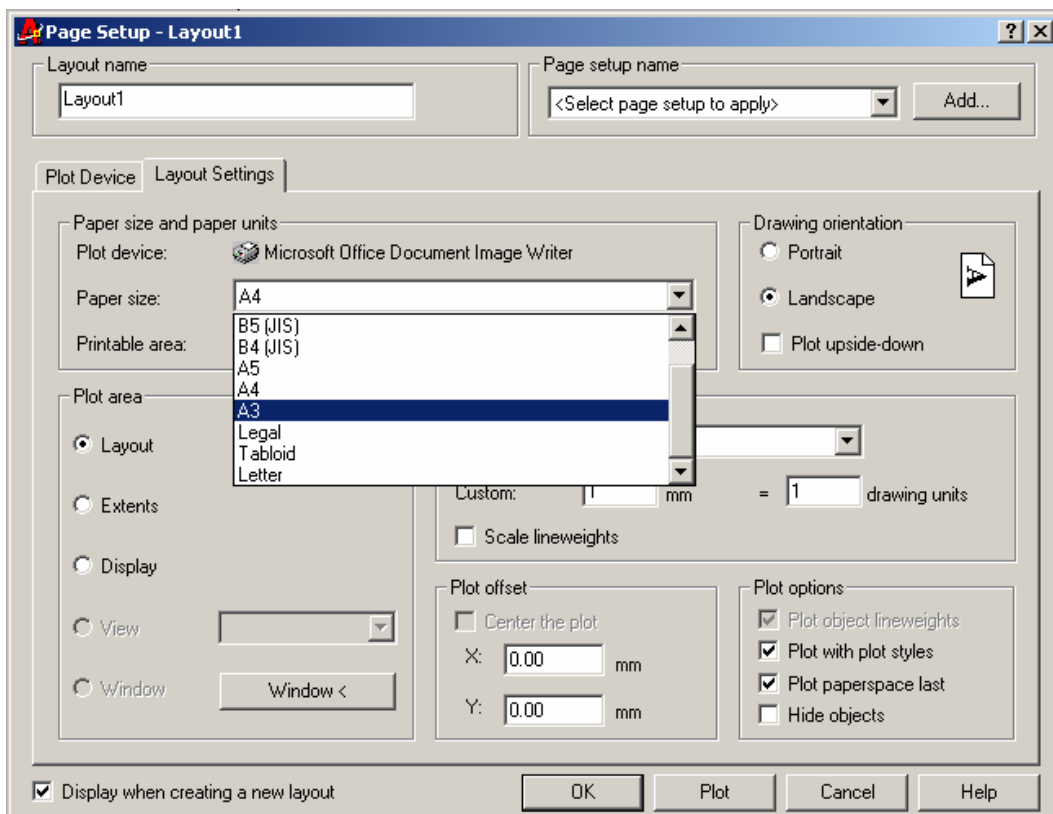 Page Setup - Layout1
Layout name
Layout1
Page setup name
<Select page setup to apply>
Add...
Plot Device
Layout Settings
Paper size and paper units
Plot device:
Microsoft Office Document Image Writer
Paper size:
A4
Printable area:
B5 (JIS)
B4 (JIS)
A5
A4
A3
Legal
Tabloid
Letter
Drawing orientation
Portrait
Landscape
Plot upside-down
A
Plot area
Layout
Extents
Display
View
Window
Window <
Custom:
1
mm
=
1
drawing units
Scale lineweights
Plot offset
Center the plot
X:
0.00
mm
Y:
0.00
mm
Plot options
Plot object lineweights
Plot with plot styles
Plot paperspace last
Hide objects
Display when creating a new layout
OK
Plot
Cancel
Help